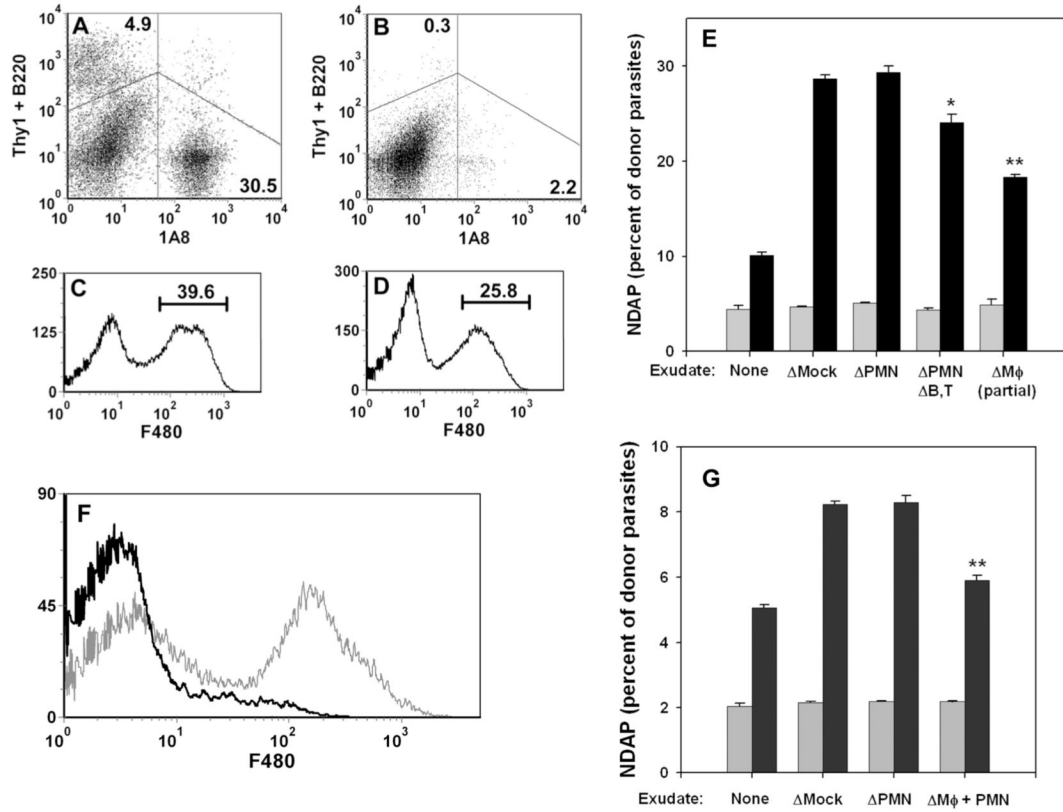 A
4.9
30.5
10^4
10^3
10^2
10^1
10^0
Thy1 + B220
10^0 10^1 10^2 10^3 10^4
1A8
B
0.3
2.2
10^4
10^3
10^2
10^1
10^0
Thy1 + B220
10^0 10^1 10^2 10^3 10^4
1A8
C
39.6
250
125
0
10^0 10^1 10^2 10^3
F480
D
25.8
300
150
0
10^0 10^1 10^2 10^3
F480
E
NDAP (percent of donor parasites)
30
20
10
0
*
**
Exudate: None ΔMock ΔPMN ΔPMN ΔMϕ
ΔB,T (partial)
F
90
45
0
10^0 10^1 10^2 10^3
F480
G
NDAP (percent of donor parasites)
10
8
6
4
2
0
**
Exudate: None ΔMock ΔPMN ΔMϕ + PMN